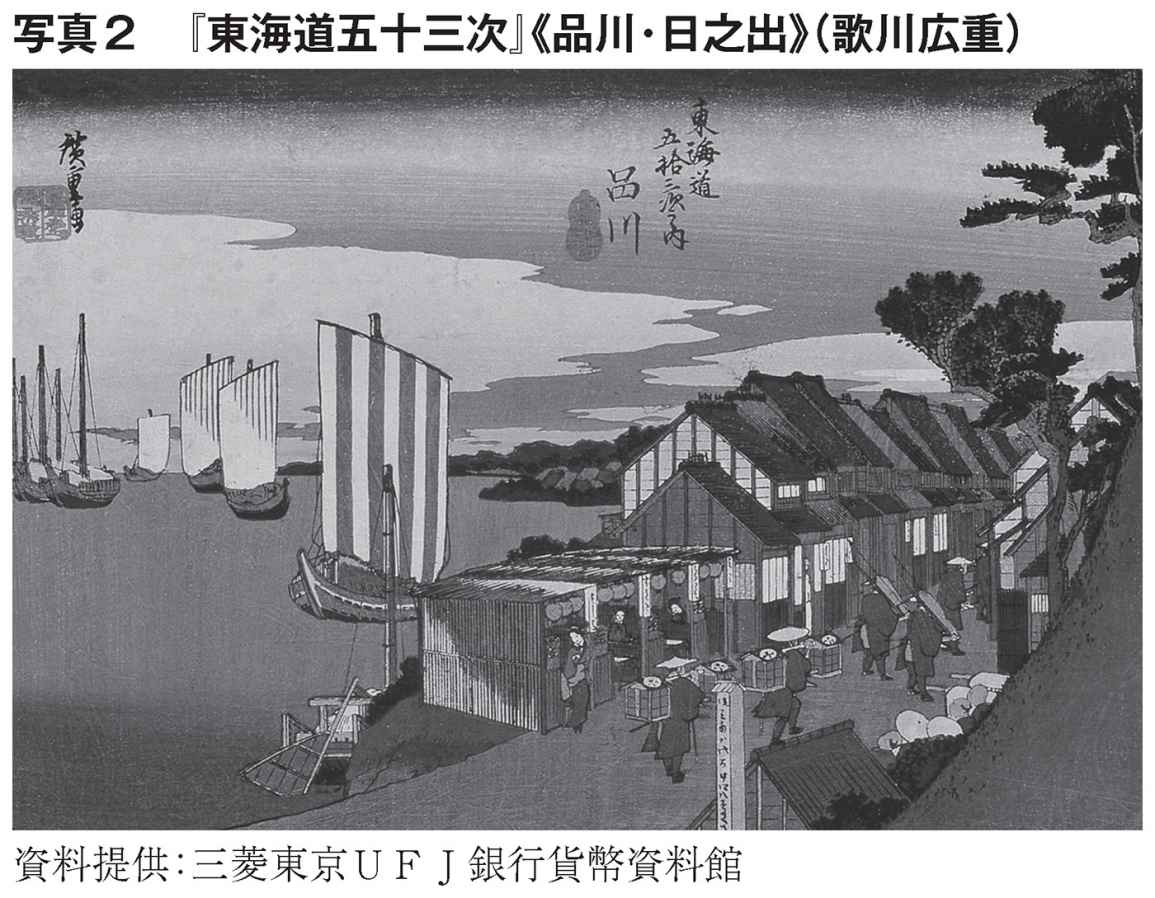 写真2 『東海道五十三次』《品川・日之出》(歌川広重)
東海道
五拾三次之内
品川
廣重画
資料提供:三菱東京UFJ銀行貨幣資料館